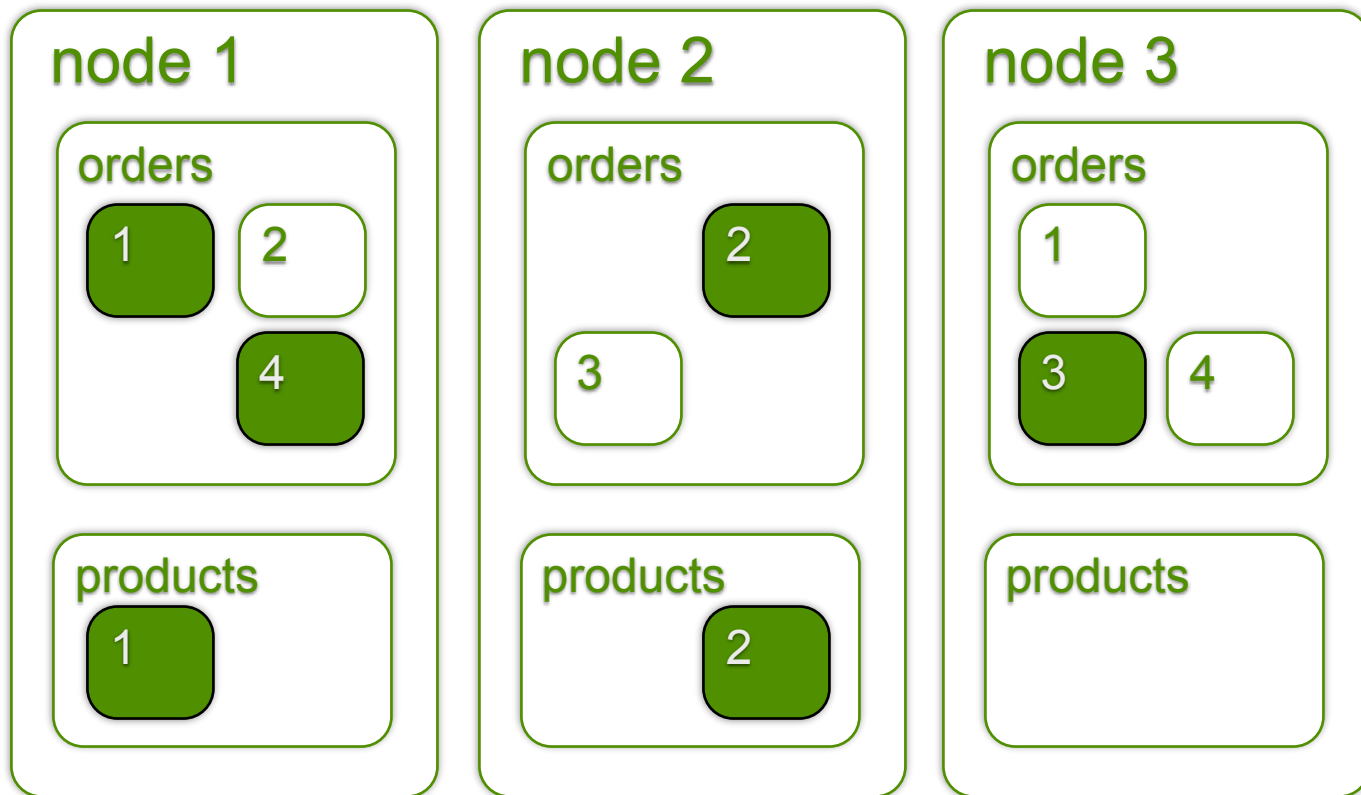 node 1
orders
1 2
4
products
1
node 2
orders
2
3
products
2
node 3
orders
1
3 4
products